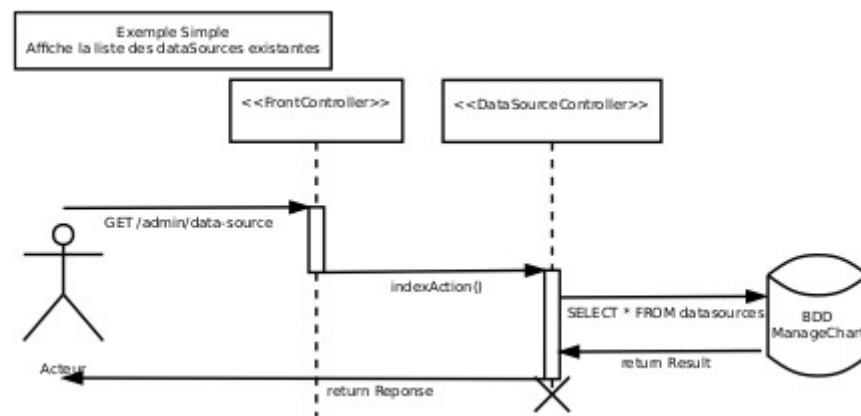 Exemple Simple
Affiche la liste des dataSources existantes
<<FrontController>>
<<DataSourceController>>
GET /admin/data-source
indexAction()
SELECT * FROM datasources
BDD
ManageChart
return Result
Acteur
return Reponse